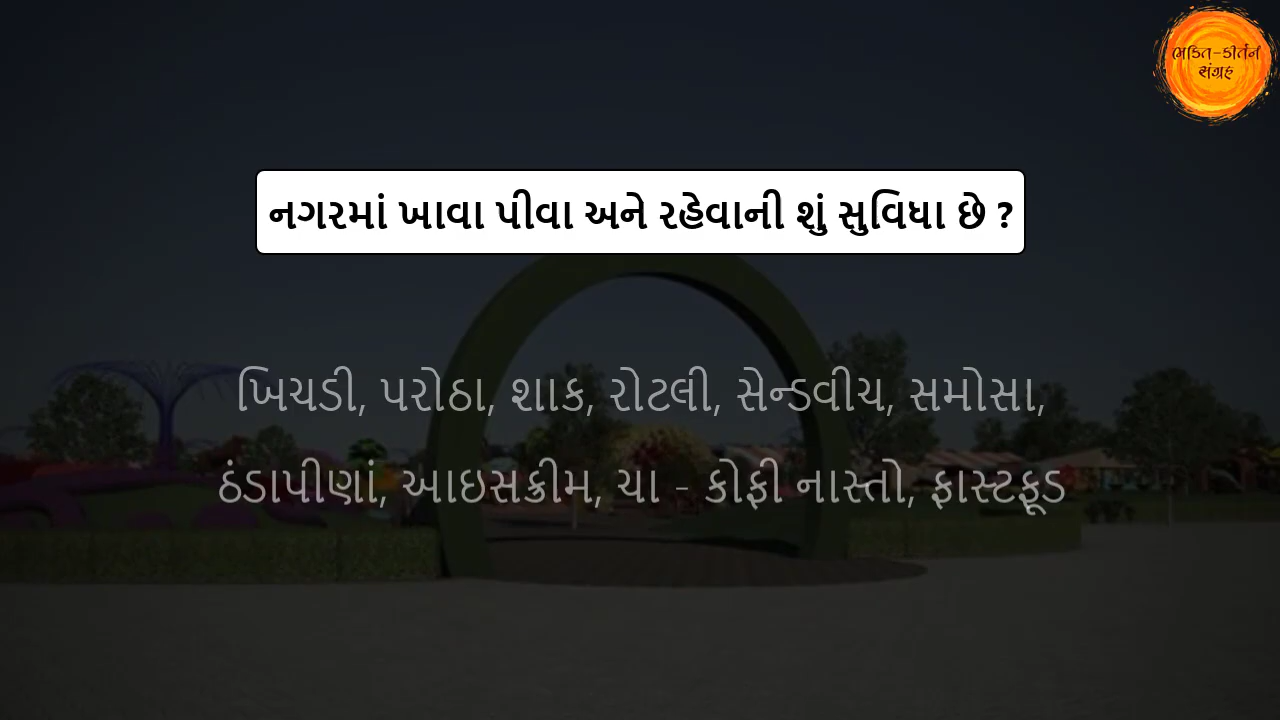 ભક્તિ-કીર્તન
સંગ્રહ
નગરમાં ખાવા પીવા અને રહેવાની શું સુવિધા છે ?
ખિચડી, પરોઠા, શાક, રોટલી, સેન્ડવીચ, સમોસા,
ઠંડાપીણાં, આઇસક્રીમ, ચા - કોફી નાસ્તો, ફાસ્ટફૂડ